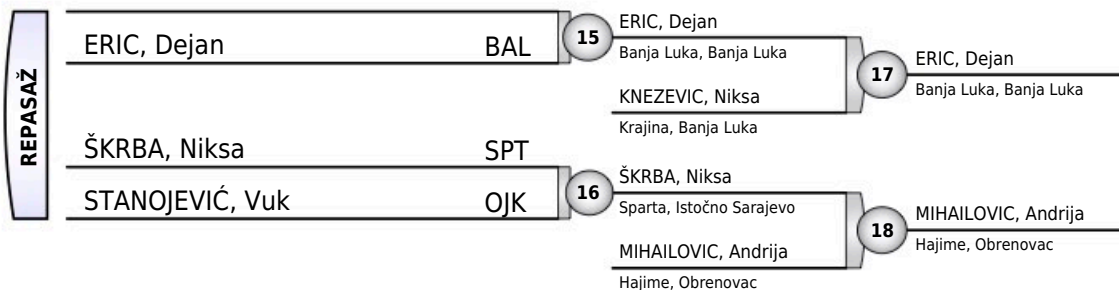 REPASAŽ
ERIC, Dejan BAL
15
ERIC, Dejan
Banja Luka, Banja Luka
KNEZEVIC, Niksa
Krajina, Banja Luka
17
ERIC, Dejan
Banja Luka, Banja Luka
ŠKRBA, Niksa SPT
STANOJEVIĆ, Vuk OJK
16
ŠKRBA, Niksa
Sparta, Istočno Sarajevo
MIHAILOVIC, Andrija
Hajime, Obrenovac
18
MIHAILOVIC, Andrija
Hajime, Obrenovac